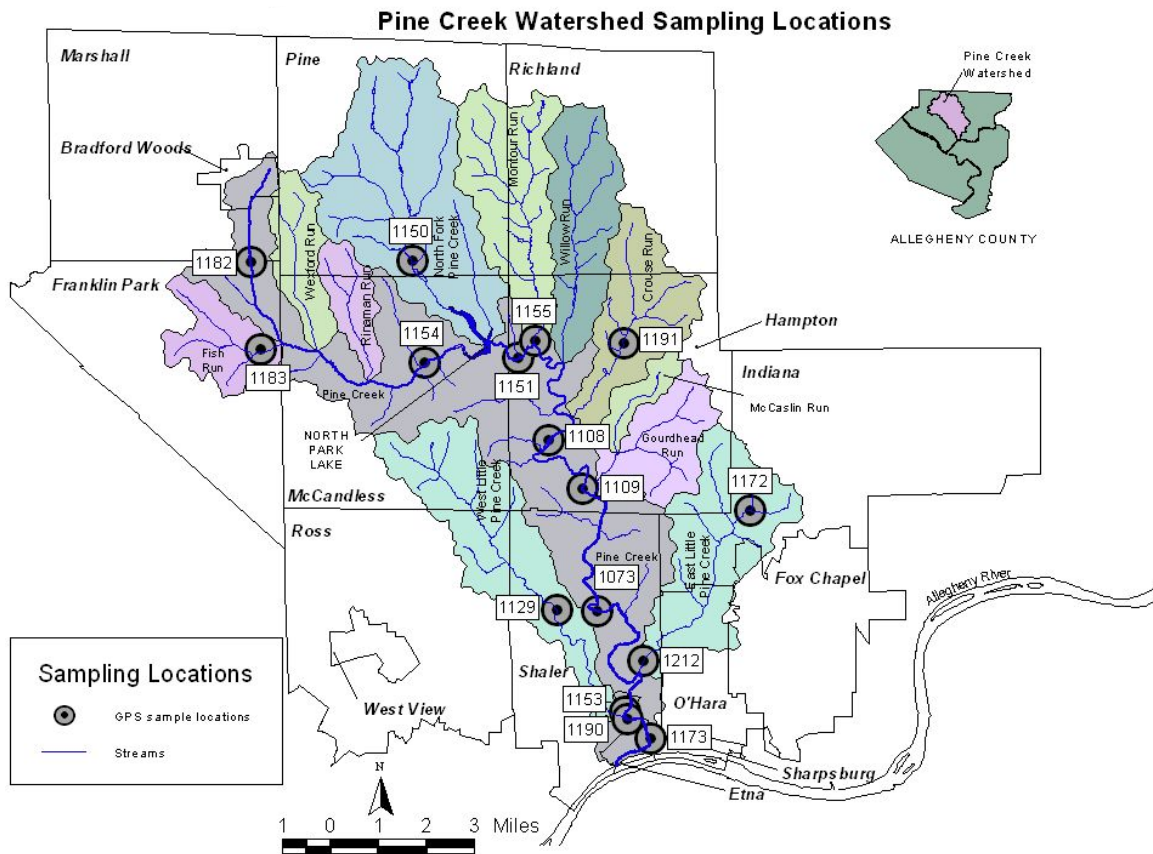 Pine Creek Watershed Sampling Locations
Marshall
Pine
Richland
Pine Creek
Watershed
ALLEGHENY COUNTY
Bradford Woods
Montour Run
Willow Run
Wexford Run
North Fork
Pine Creek
Crouse Run
Rinaman Run
1150
1182
Franklin Park
1155
1154
1191
Hampton
Fish
Run
1183
1151
Indiana
Pine Creek
McCaslin Run
NORTH
PARK
LAKE
1108
Gourdhead
Run
West Little
Pine Creek
1172
1109
McCandless
Ross
Pine Creek
East Little
Pine Creek
1073
Fox Chapel
Allegheny River
1129
Shaler
1212
1153
O'Hara
1190
1173
West View
Sharpsburg
Etna
Sampling Locations
GPS sample locations
Streams
N
1 0 1 2 3 Miles